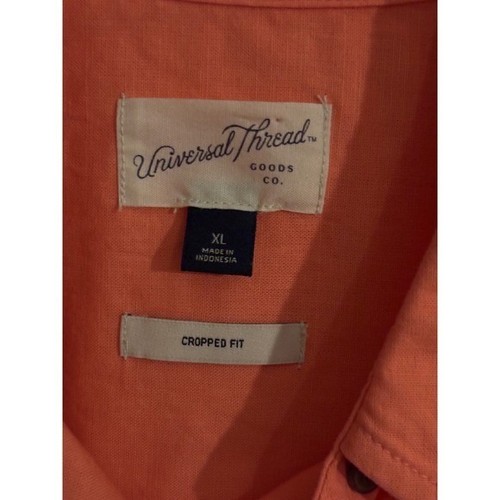 Universal Thread™
GOODS
CO.
XL
MADE IN
INDONESIA
CROPPED FIT